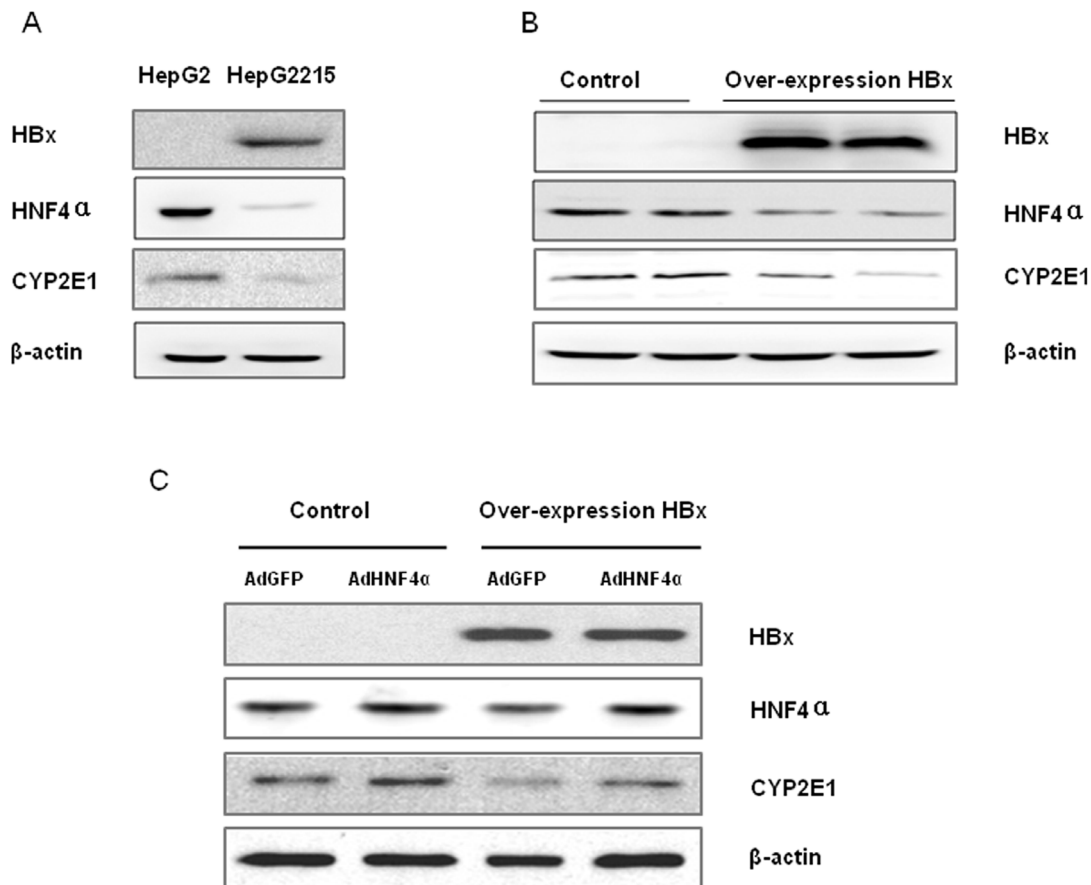 A
HepG2 HepG2215
HBx
HNF4α
CYP2E1
β-actin
B
Control Over-expression HBx
HBx
HNF4α
CYP2E1
β-actin
C
Control Over-expression HBx
AdGFP AdHNF4α AdGFP AdHNF4α
HBx
HNF4α
CYP2E1
β-actin